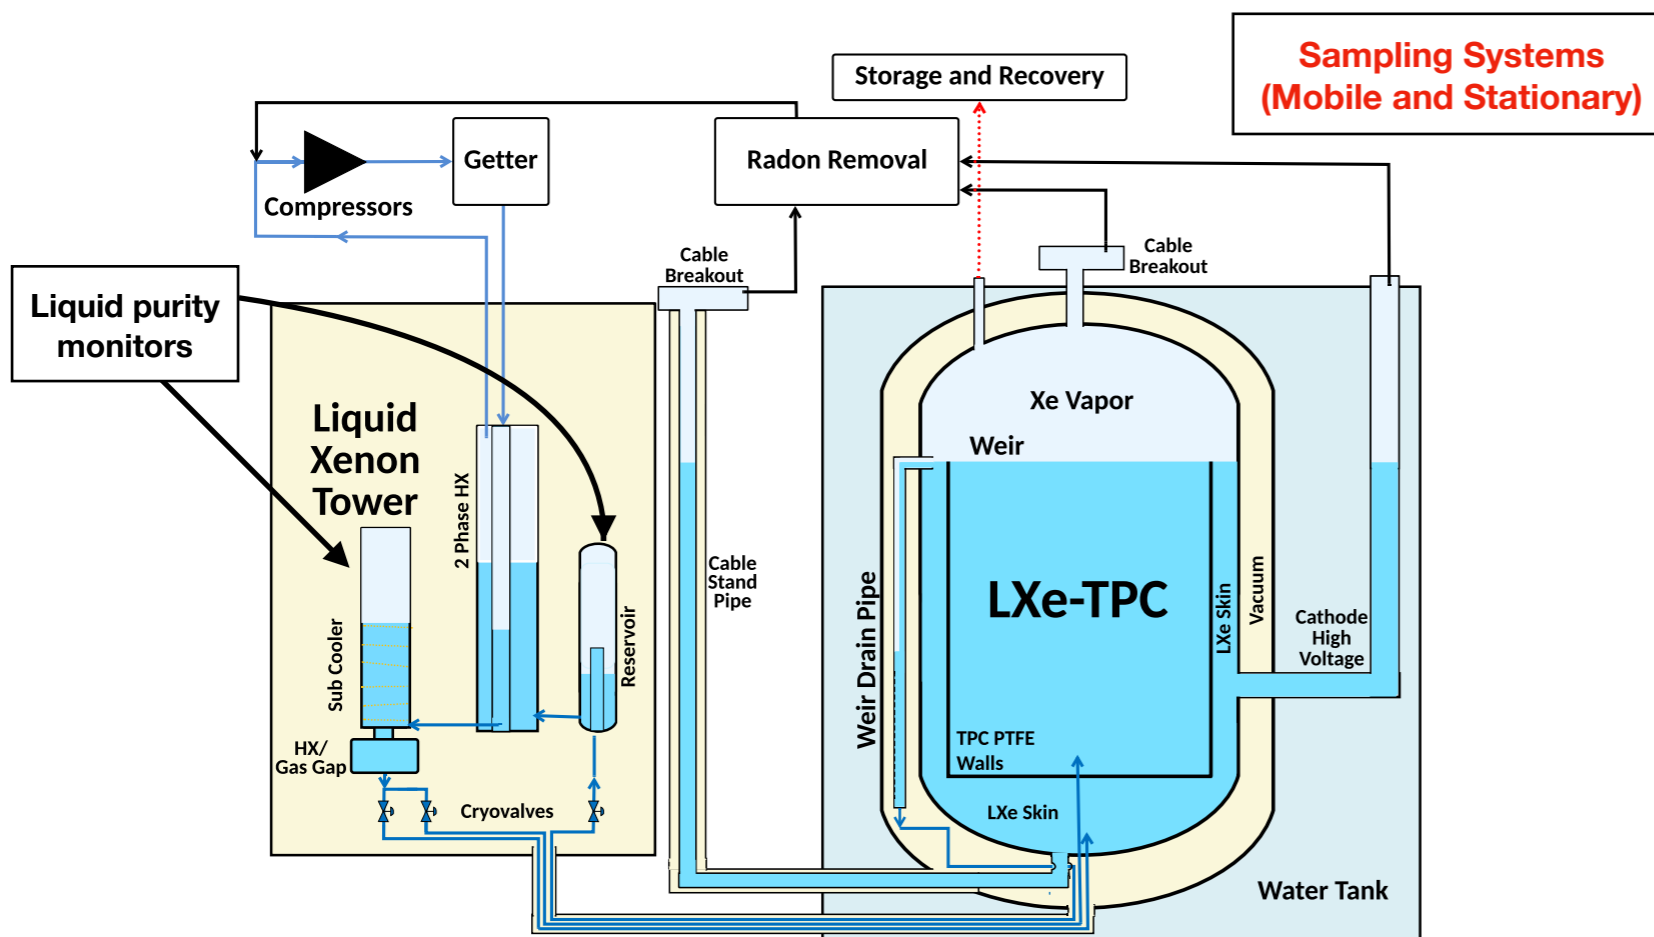 Sampling Systems
(Mobile and Stationary)
Storage and Recovery
Getter
Radon Removal
Compressors
Cable
Breakout
Cable
Breakout
Liquid purity
monitors
Liquid
Xenon
Tower
Xe Vapor
Weir
2 Phase HX
Cable
Stand
Pipe
LXe-TPC
Weir Drain Pipe
LXe Skin
Vacuum
Sub Cooler
Reservoir
Cathode
High
Voltage
HX/
Gas Gap
TPC PTFE
Walls
Cryovalves
LXe Skin
Water Tank